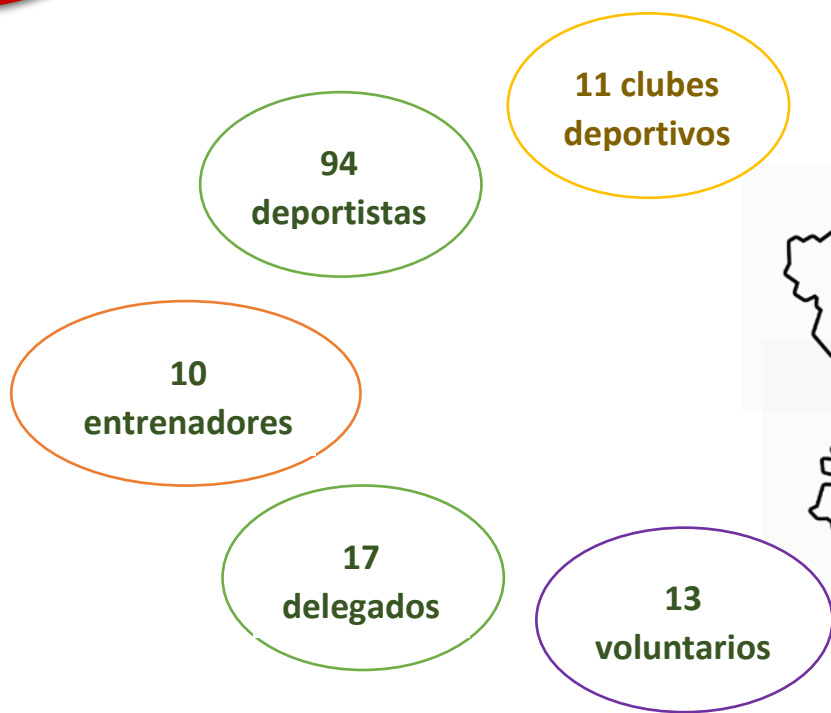 11 clubes
deportivos
94
deportistas
10
entrenadores
17
delegados
13
voluntarios